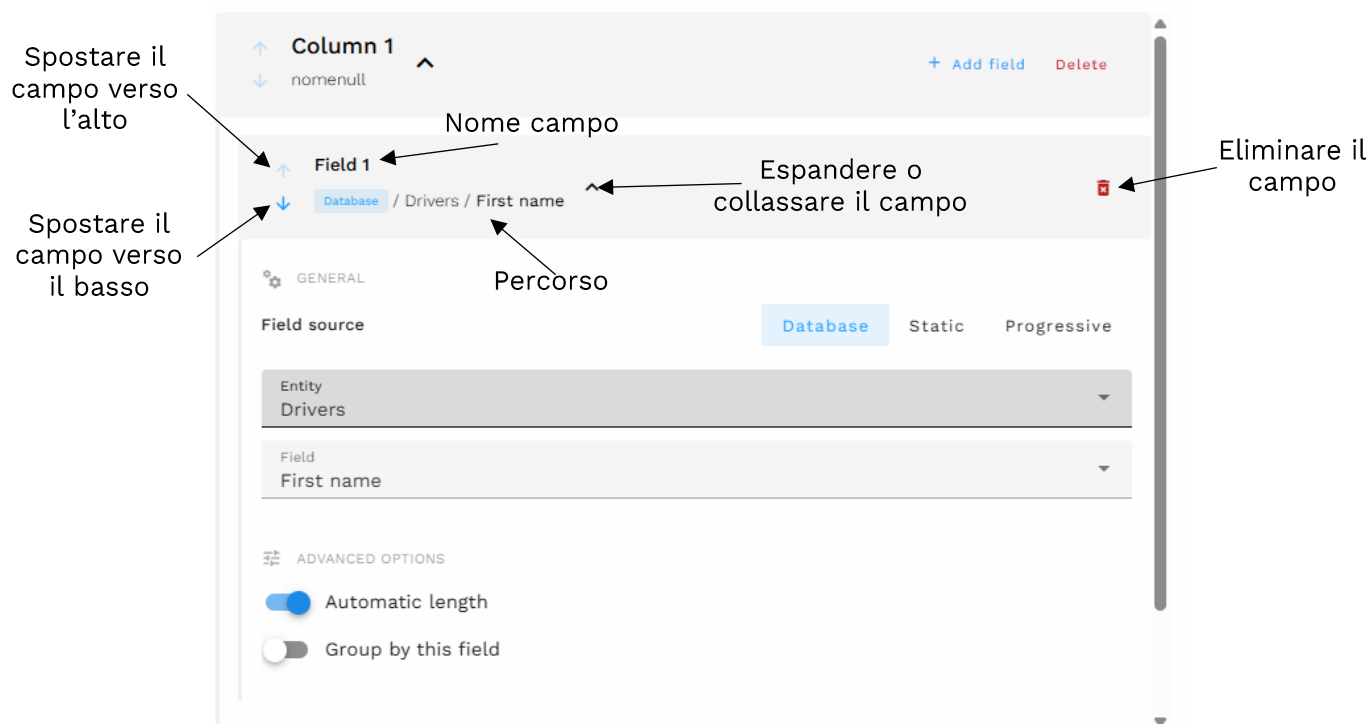 Column 1
nomenull
+ Add field
Delete
Spostare il
campo verso
l'alto
Nome campo
Field 1
Database / Drivers / First name
Espandere o
collassare il campo
Eliminare il
campo
Spostare il
campo verso
il basso
Percorso
GENERAL
Field source
Database
Static
Progressive
Entity
Drivers
Field
First name
ADVANCED OPTIONS
Automatic length
Group by this field